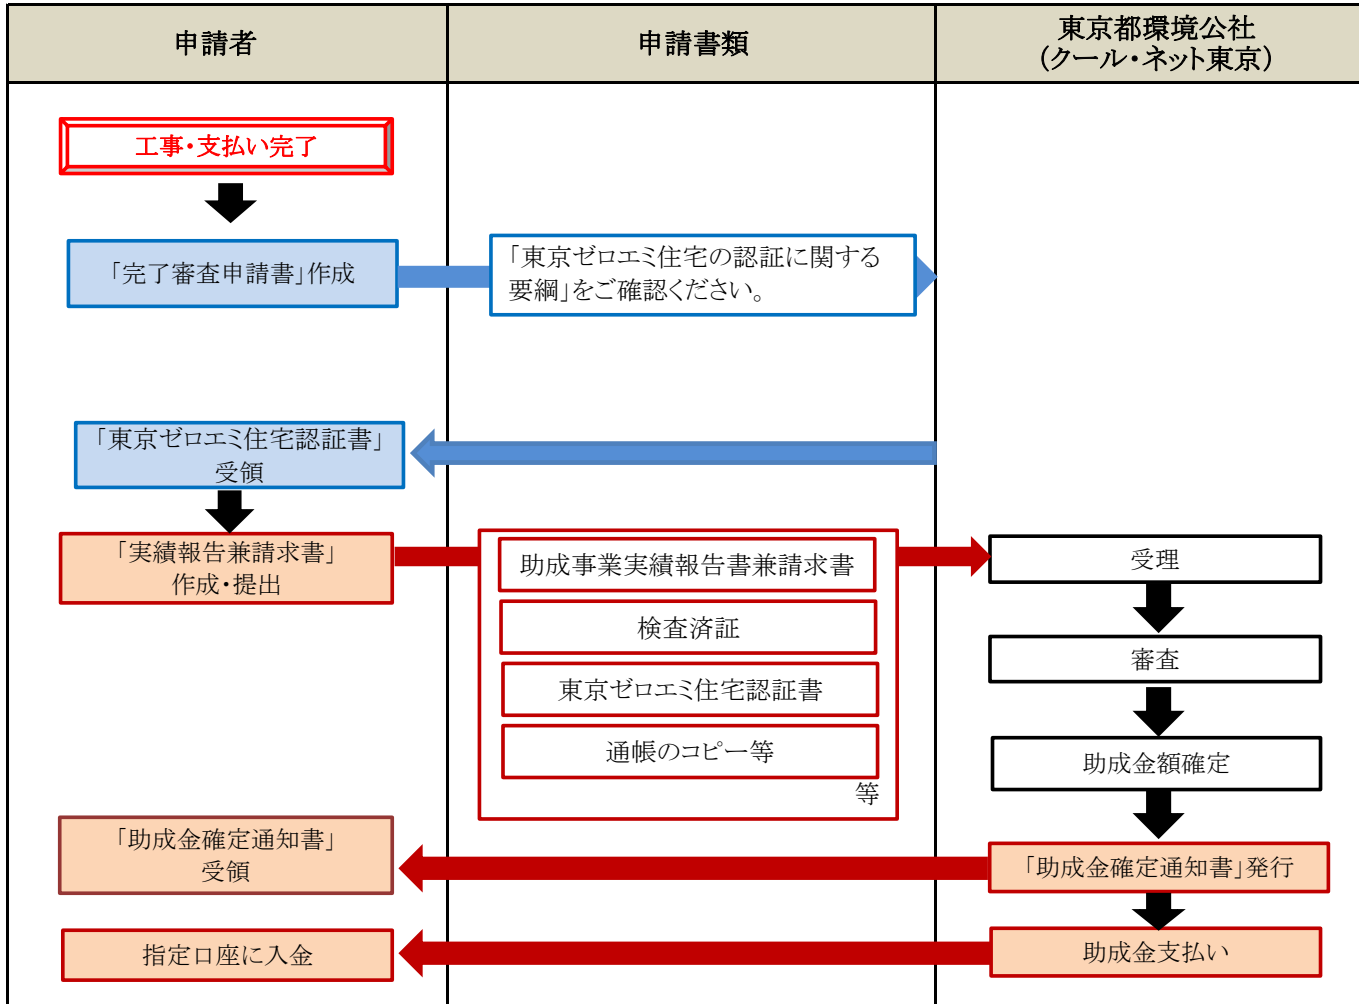 申請者
申請書類
東京都環境公社
(クール・ネット東京)
工事・支払い完了
「完了審査申請書」作成
「東京ゼロエミ住宅の認証に関する
要綱」をご確認ください。
「東京ゼロエミ住宅認証書」
受領
「実績報告兼請求書」
作成・提出
助成事業実績報告書兼請求書
検査済証
東京ゼロエミ住宅認証書
通帳のコピー等
等
受理
審査
助成金額確定
「助成金確定通知書」
受領
「助成金確定通知書」発行
指定口座に入金
助成金支払い